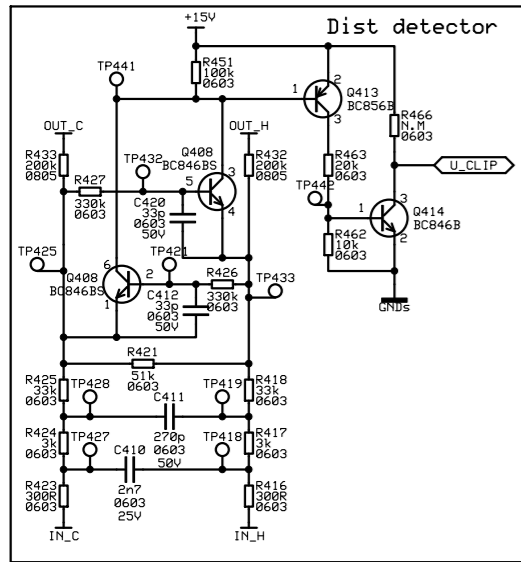 Dist detector
+15V
R451
100k
0603
TP441
1
2
3
Q413
BC856B
R466
N.M
0603
OUT_C
OUT_H
R433
200k
0805
R427
330k
0603
TP432
Q408
BC846BS
5
3
4
R432
200k
0805
R463
20k
0603
U_CLIP
TP442
C420
33p
0603
50V
1
3
2
Q414
BC846B
R462
10k
0603
TP425
TP421
Q408
BC846BS
6
2
1
R426
330k
0603
TP433
C412
33p
0603
50V
GNDs
R421
51k
0603
R425
33k
0603
TP428
C411
270p
0603
50V
TP419
R418
33k
0603
R424
3k
0603
TP427
C410
2n7
0603
25V
TP418
R417
3k
0603
R423
300R
0603
R416
300R
0603
IN_C
IN_H